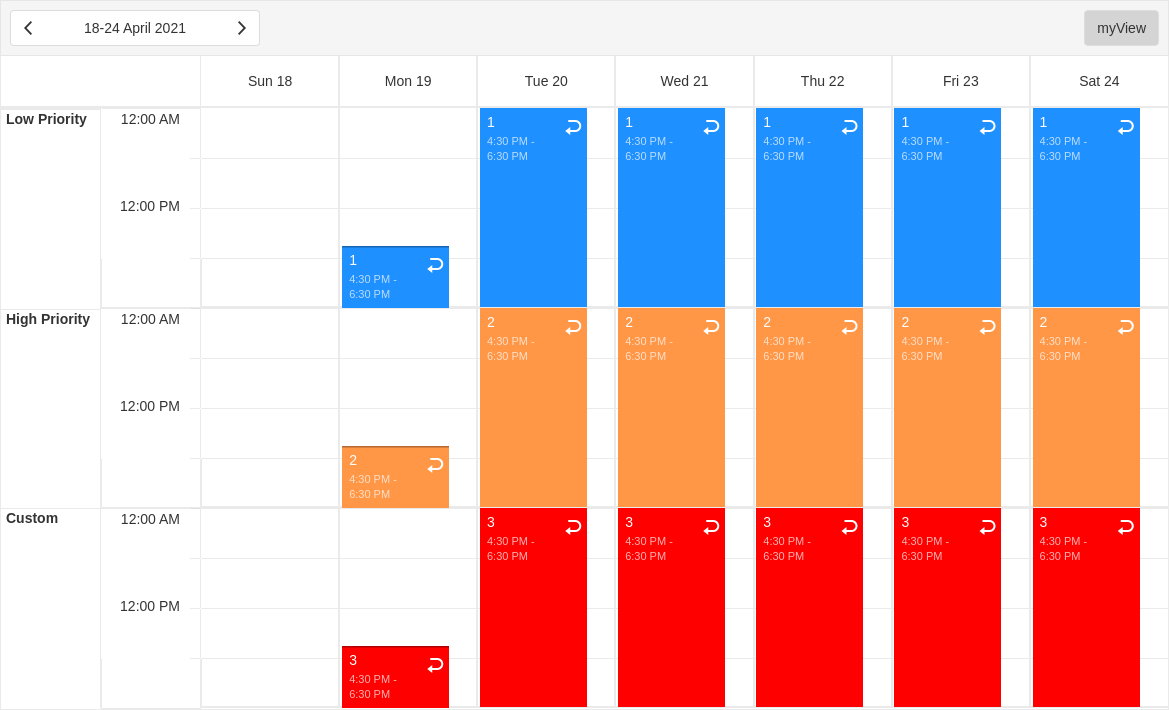 18-24 April 2021 myView
Sun 18 Mon 19 Tue 20 Wed 21 Thu 22 Fri 23 Sat 24
Low Priority 12:00 AM 1 1 1 1 1
4:30 PM - 4:30 PM - 4:30 PM - 4:30 PM - 4:30 PM -
6:30 PM 6:30 PM 6:30 PM 6:30 PM 6:30 PM
12:00 PM
1
4:30 PM -
6:30 PM
High Priority 12:00 AM 2 2 2 2 2
4:30 PM - 4:30 PM - 4:30 PM - 4:30 PM - 4:30 PM -
6:30 PM 6:30 PM 6:30 PM 6:30 PM 6:30 PM
12:00 PM
2
4:30 PM -
6:30 PM
Custom 12:00 AM 3 3 3 3 3
4:30 PM - 4:30 PM - 4:30 PM - 4:30 PM - 4:30 PM -
6:30 PM 6:30 PM 6:30 PM 6:30 PM 6:30 PM
12:00 PM
3
4:30 PM -
6:30 PM